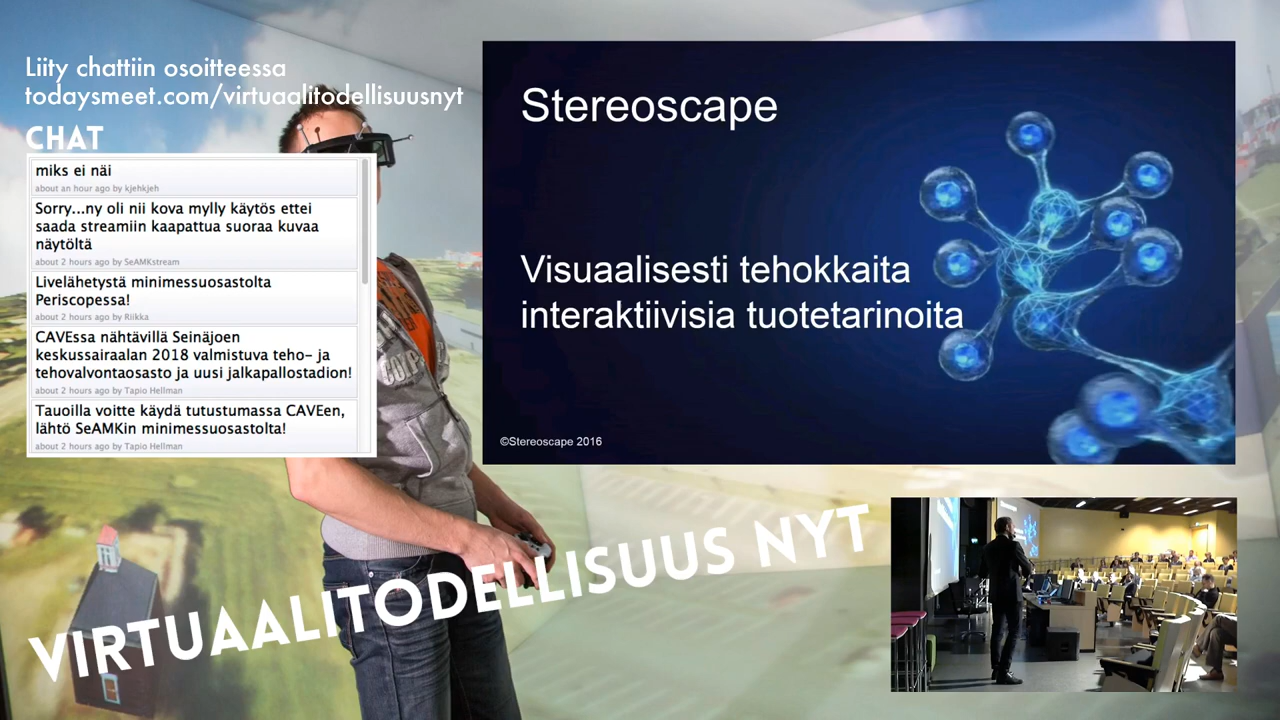 Liity chattiin osoitteessa
todaysmeet.com/virtuaalitodellisuusnyt
CHAT
miks ei näi
about an hour ago by kjehkjeh
Sorry...ny oli nii kova mylly käytös ettei
saada streamiin kaapattua suoraa kuvaa
näytöltä
about 2 hours ago by SeAMKstream
Livelähetystä minimessuosastolta
Periscopessa!
about 2 hours ago by Riikka
CAVEssa nähtävillä Seinäjoen
keskussairaalan 2018 valmistuva teho- ja
tehovalvontaosasto ja uusi jalkapallostadion!
about 2 hours ago by Tapio Hellman
Tauoilla voitte käydä tutustumassa CAVEen,
lähtö SeAMKin minimessuosastolta!
about 2 hours ago by Tapio Hellman
Stereoscape
Visuaalisesti tehokkaita
interaktiivisia tuotetarinoita
©Stereoscape 2016
VIRTUAALITODELLISUUS NYT